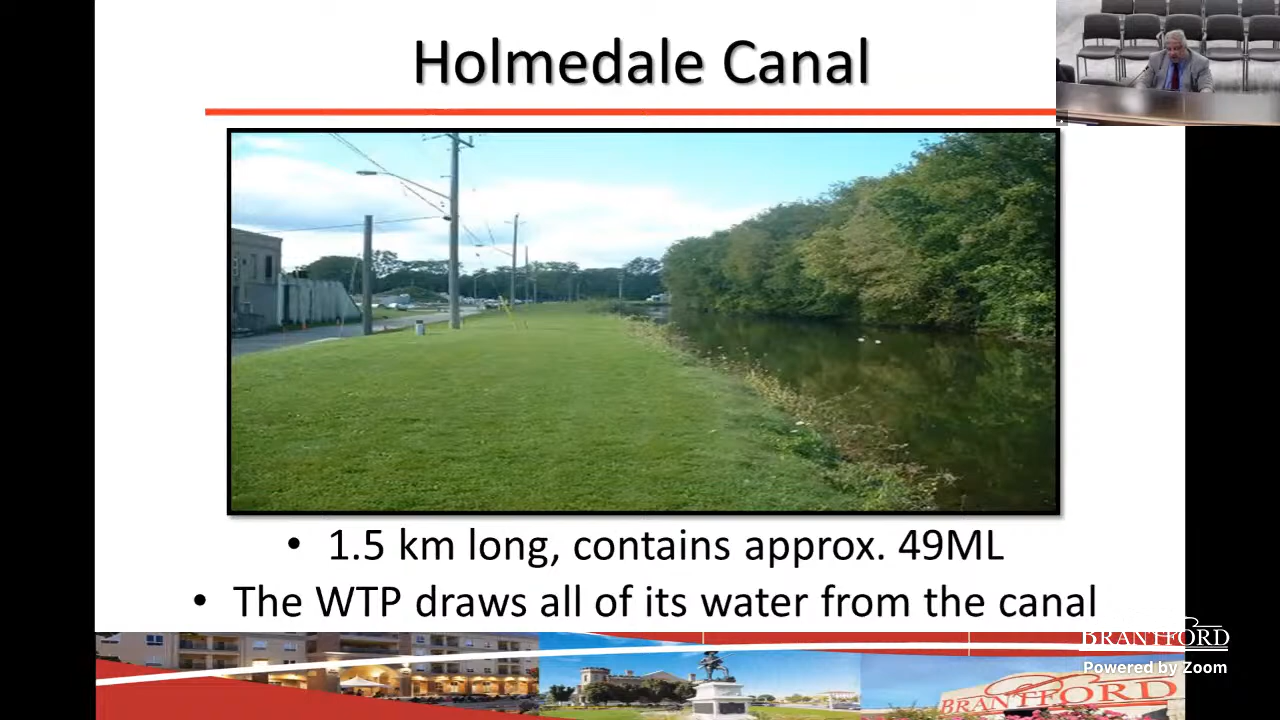 Holmedale Canal
• 1.5 km long, contains approx. 49ML
• The WTP draws all of its water from the canal
BRANTFORD
Powered by Zoom
BRANTFORD